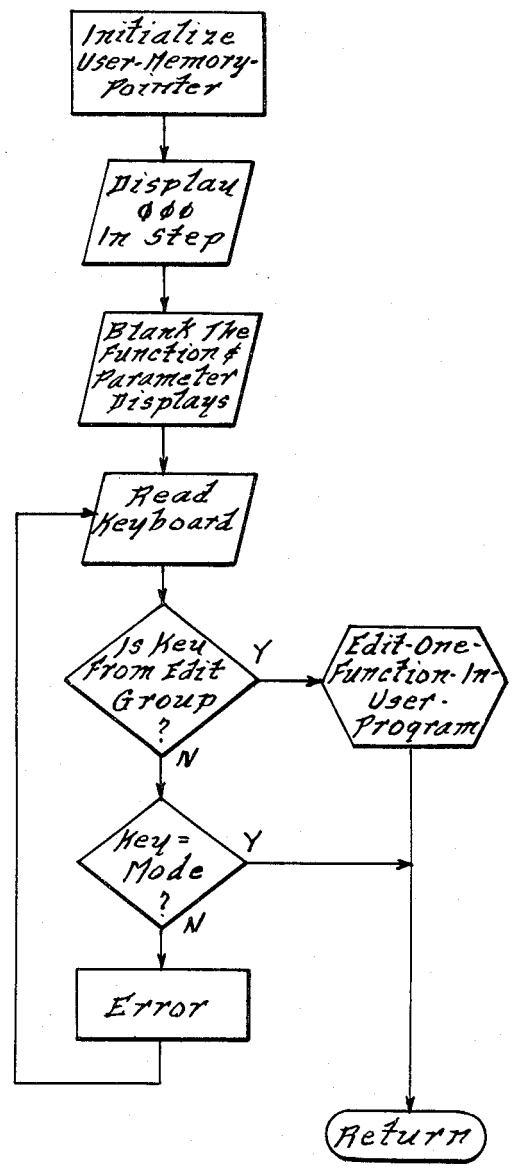 Initialize
User-Memory-
Pointer
Display
φφφ
In Step
Blank The
Function &
Parameter
Displays
Read
Keyboard
Is Key
From Edit
Group
?
Y
N
Edit-One-
Function-In-
User-
Program
Key =
Mode
?
Y
N
Error
Return